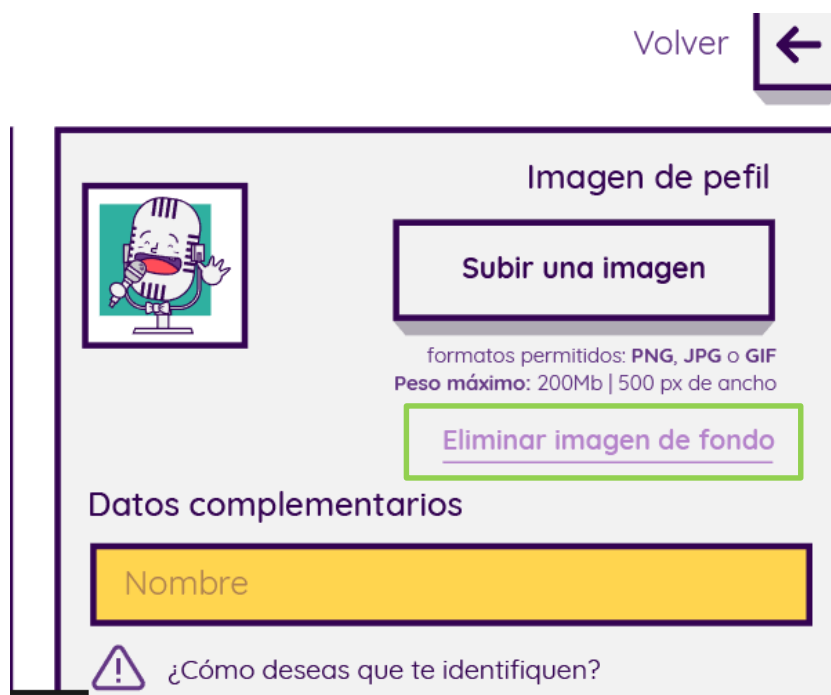 Volver
Imagen de pefil
Subir una imagen
formatos permitidos: PNG, JPG o GIF
Peso máximo: 200Mb | 500 px de ancho
Eliminar imagen de fondo
Datos complementarios
Nombre
¿Cómo deseas que te identifiquen?